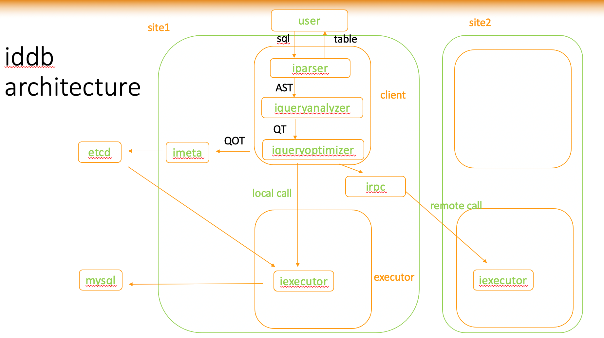 iddb
architecture
site1
user
site2
sql
table
iparser
AST
client
iqueryanalyzer
QT
iqueryoptimizer
QOT
etcd
imeta
irpc
local call
remote call
mysql
iexecutor
executor
iexecutor